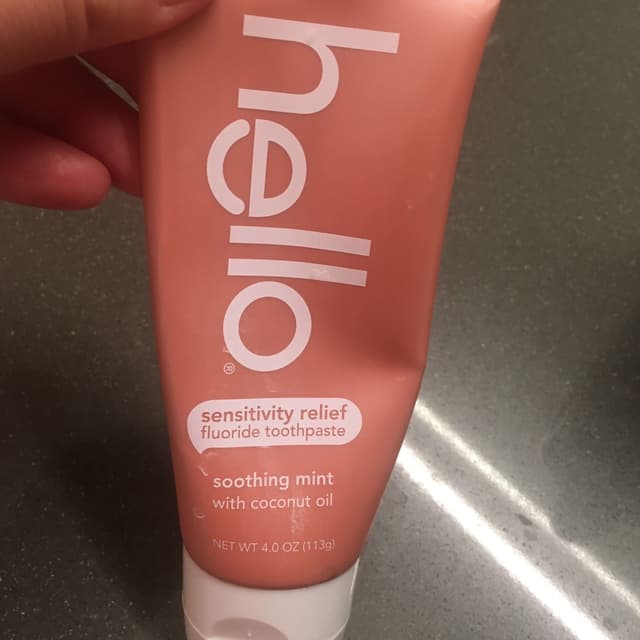 hello®
sensitivity relief
fluoride toothpaste
soothing mint
with coconut oil
NET WT 4.0 OZ (113g)